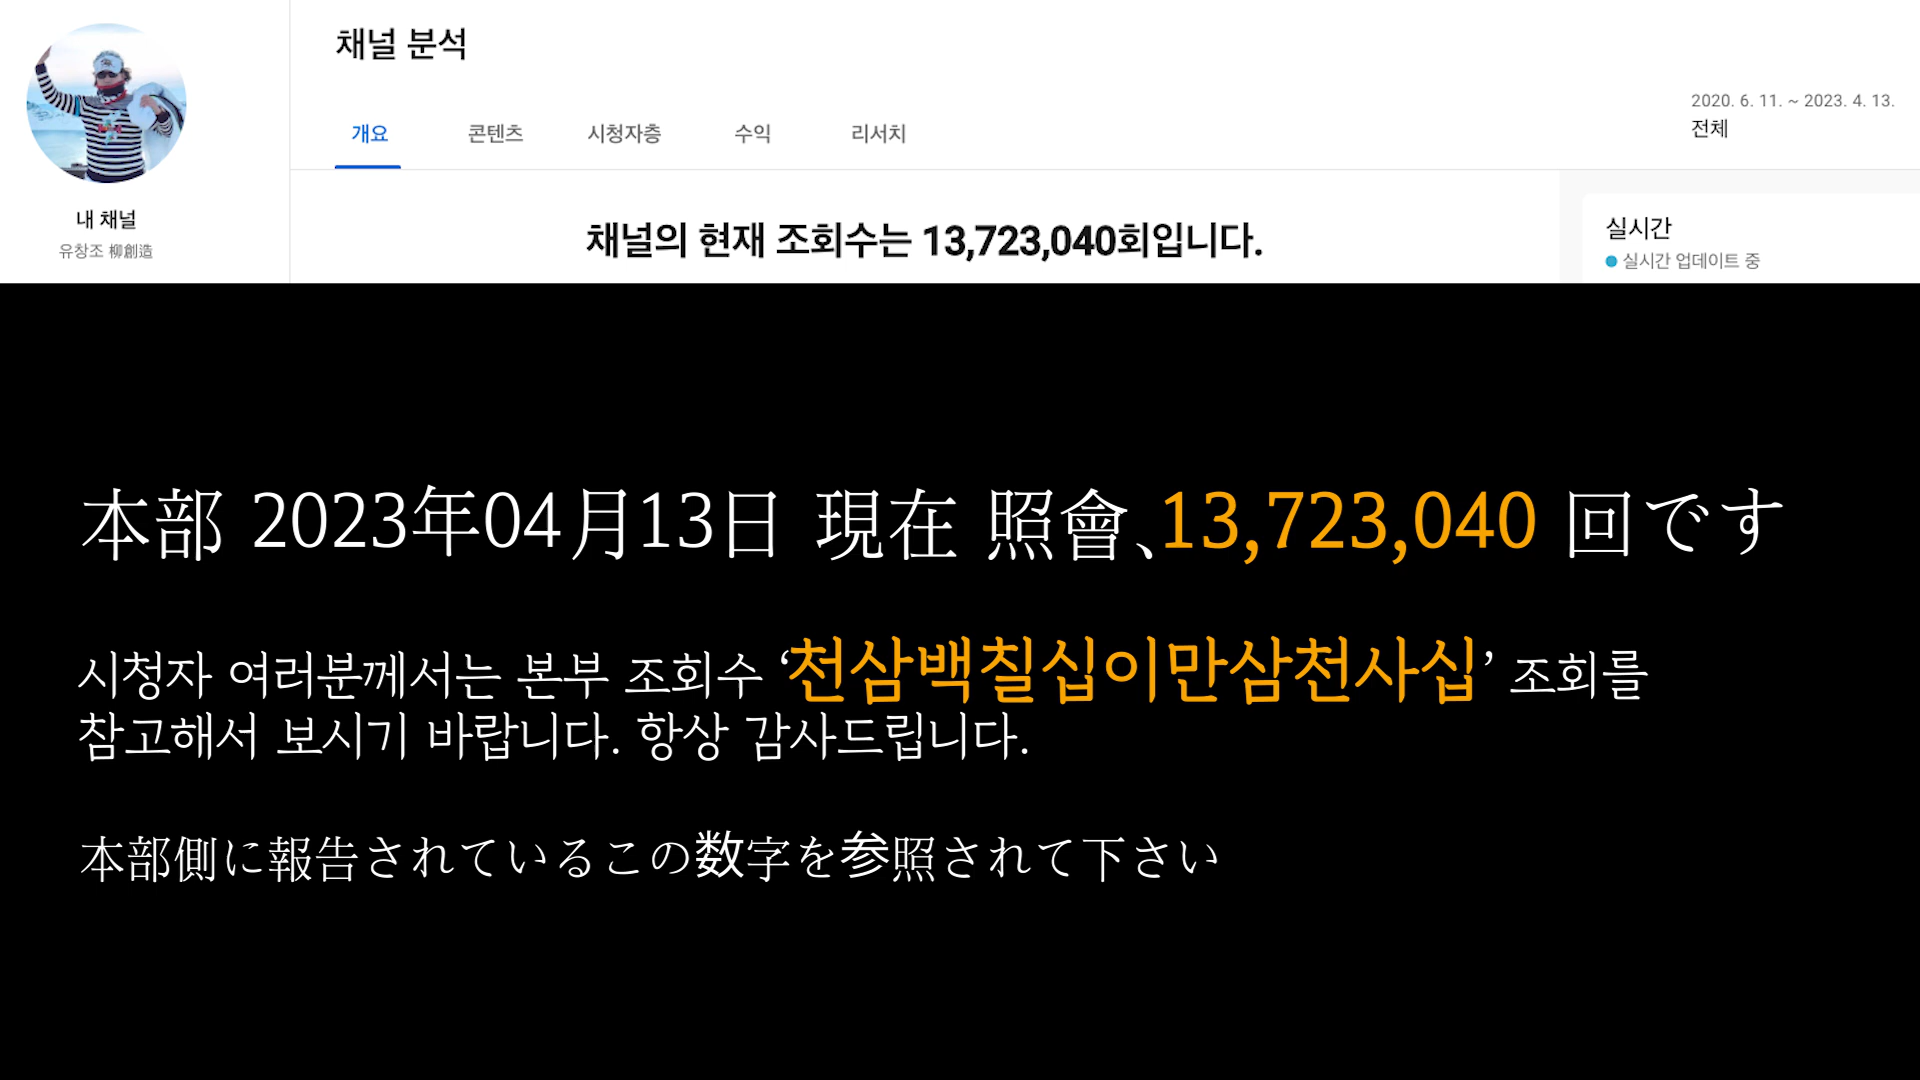 채널 분석
2020. 6. 11. ~ 2023. 4. 13.
전체
개요 콘텐츠 시청자층 수익 리서치
내 채널
유창조 柳創造
채널의 현재 조회수는 13,723,040회입니다.
실시간
실시간 업데이트 중
本部 2023年04月13日 現在 照會、13,723,040 回です
시청자 여러분께서는 본부 조회수 ‘천삼백칠십이만삼천사십’ 조회를
참고해서 보시기 바랍니다. 항상 감사드립니다.
本部側に報告されているこの数字を参照されて下さい